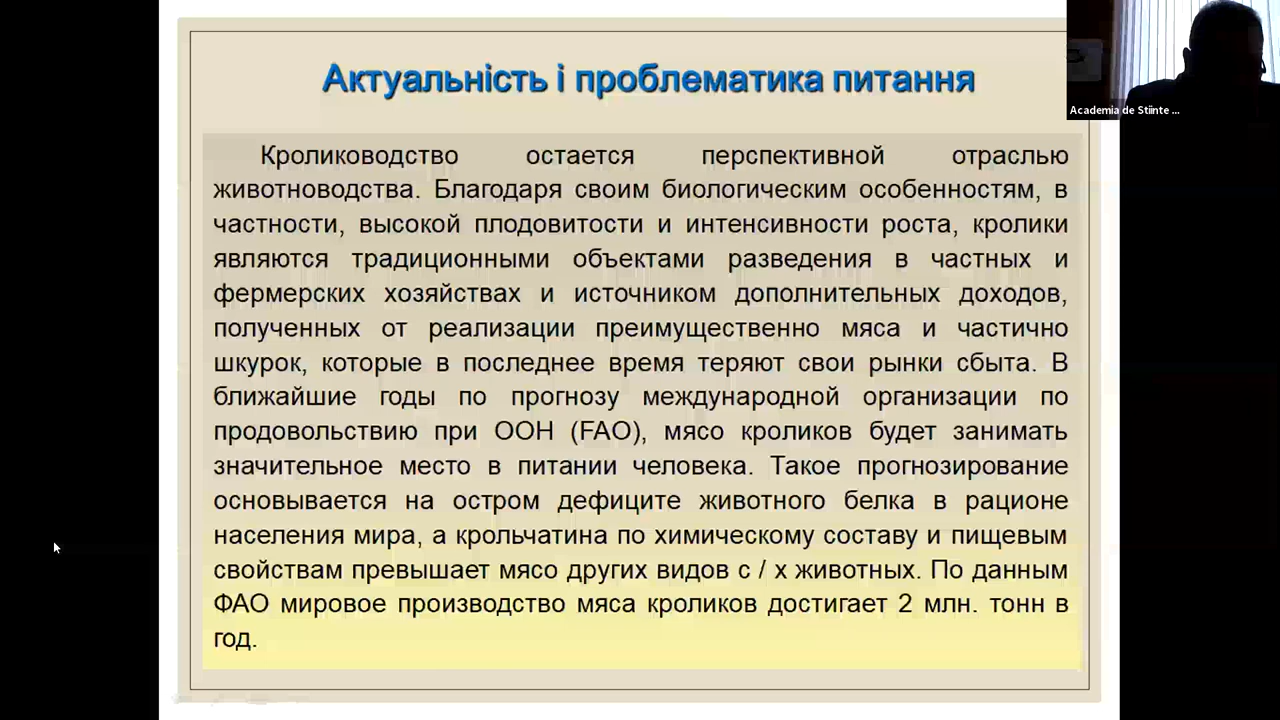 Актуальність і проблематика питання
Academia de Stiinte ...
Кролиководство остается перспективной отраслью
животноводства. Благодаря своим биологическим особенностям, в
частности, высокой плодовитости и интенсивности роста, кролики
являются традиционными объектами разведения в частных и
фермерских хозяйствах и источником дополнительных доходов,
полученных от реализации преимущественно мяса и частично
шкурок, которые в последнее время теряют свои рынки сбыта. В
ближайшие годы по прогнозу международной организации по
продовольствию при ООН (FAO), мясо кроликов будет занимать
значительное место в питании человека. Такое прогнозирование
основывается на остром дефиците животного белка в рационе
населения мира, а крольчатина по химическому составу и пищевым
свойствам превышает мясо других видов с / х животных. По данным
ФАО мировое производство мяса кроликов достигает 2 млн. тонн в
год.